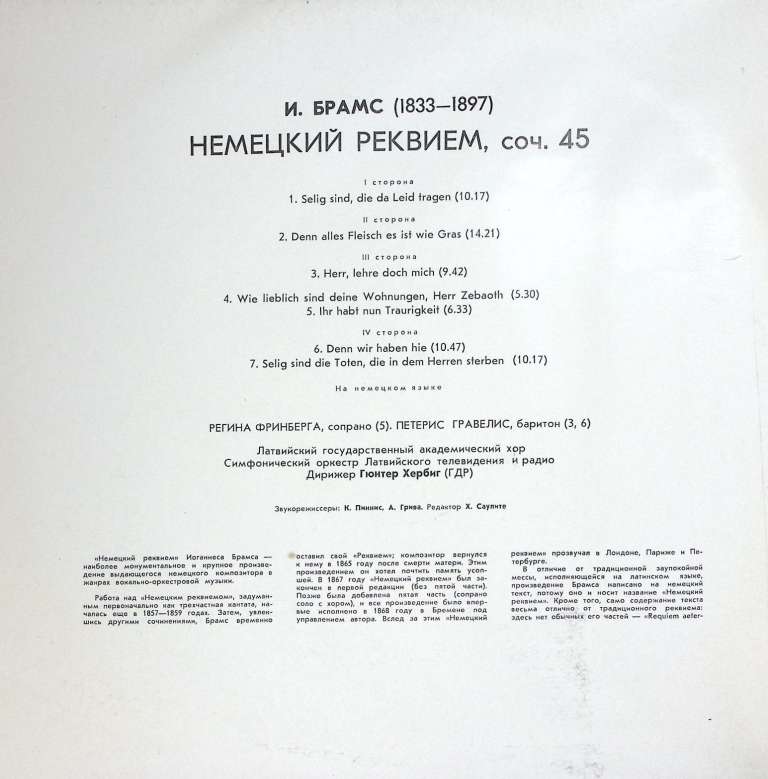 И. БРАМС (1833—1897)
НЕМЕЦКИЙ РЕКВИЕМ, соч. 45
I сторона
1. Selig sind, die da Leid tragen (10.17)
II сторона
2. Denn alles Fleisch es ist wie Gras (14.21)
III сторона
3. Herr, lehre doch mich (9.42)
4. Wie lieblich sind deine Wohnungen, Herr Zebaoth (5.30)
5. Ihr habt nun Traurigkeit (6.33)
IV сторона
6. Denn wir haben hie (10.47)
7. Selig sind die Toten, die in dem Herren sterben (10.17)
На немецком языке
РЕГИНА ФРИНБЕРГА, сопрано (5). ПЕТЕРИС ГРАВЕЛИС, баритон (3, 6)
Латвийский государственный академический хор
Симфонический оркестр Латвийского телевидения и радио
Дирижер Гюнтер Хербиг (ГДР)
Звукорежиссеры: К. Пиннис, А. Грива. Редактор Х. Саулите
«Немецкий реквием» Иоганнеса Брамса —
наиболее монументальное и крупное произве-
дение выдающегося немецкого композитора в
жанрах вокально-оркестровой музыки.
Работа над «Немецким реквиемом», задуман-
ным первоначально как трехчастная кантата, на-
чалась еще в 1857—1859 годах. Затем, увлек-
шись другими сочинениями, Брамс временно
оставил свой «Реквием»; композитор вернулся
к нему в 1865 году после смерти матери. Этим
произведением он хотел почтить память усоп-
шей. В 1867 году «Немецкий реквием» был за-
кончен в первой редакции (без пятой части).
Позже была добавлена пятая часть (сопрано
соло с хором), и все произведение было впер-
вые исполнено в 1868 году в Бремене под
управлением автора. Вслед за этим «Немецкий
реквием» прозвучал в Лондоне, Париже и Пе-
тербурге.
В отличие от традиционной заупокойной
мессы, исполняющейся на латинском языке,
произведение Брамса написано на немецкий
текст, потому оно и носит название «Немецкий
реквием». Кроме того, само содержание текста
весьма отлично от традиционного реквиема:
здесь нет обычных его частей — «Requiem aeter-